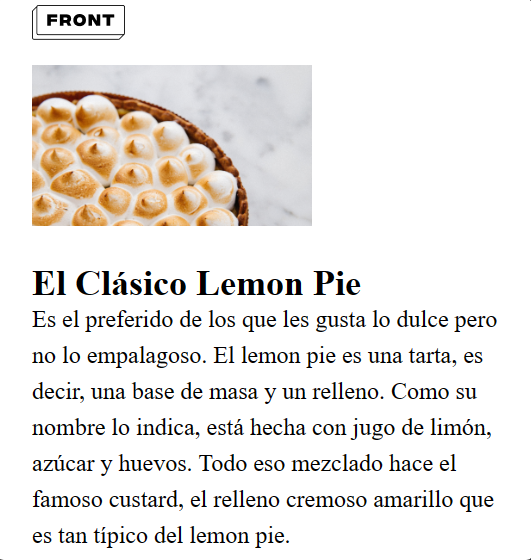 FRONT
El Clásico Lemon Pie
Es el preferido de los que les gusta lo dulce pero
no lo empalagoso. El lemon pie es una tarta, es
decir, una base de masa y un relleno. Como su
nombre lo indica, está hecha con jugo de limón,
azúcar y huevos. Todo eso mezclado hace el
famoso custard, el relleno cremoso amarillo que
es tan típico del lemon pie.